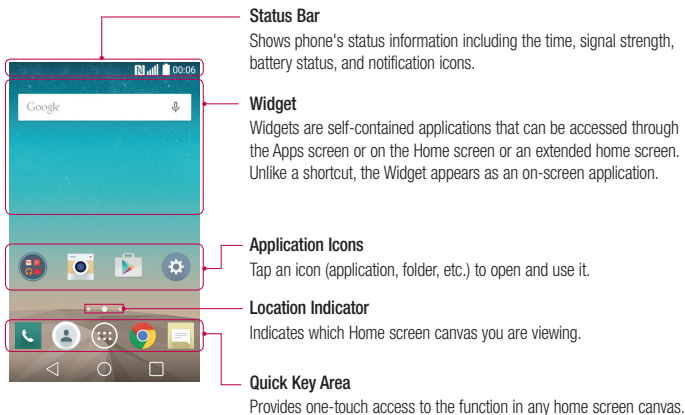 Status Bar
Shows phone's status information including the time, signal strength,
battery status, and notification icons.
00:06
Google
Widget
Widgets are self-contained applications that can be accessed through
the Apps screen or on the Home screen or an extended home screen.
Unlike a shortcut, the Widget appears as an on-screen application.
Application Icons
Tap an icon (application, folder, etc.) to open and use it.
Location Indicator
Indicates which Home screen canvas you are viewing.
Quick Key Area
Provides one-touch access to the function in any home screen canvas.